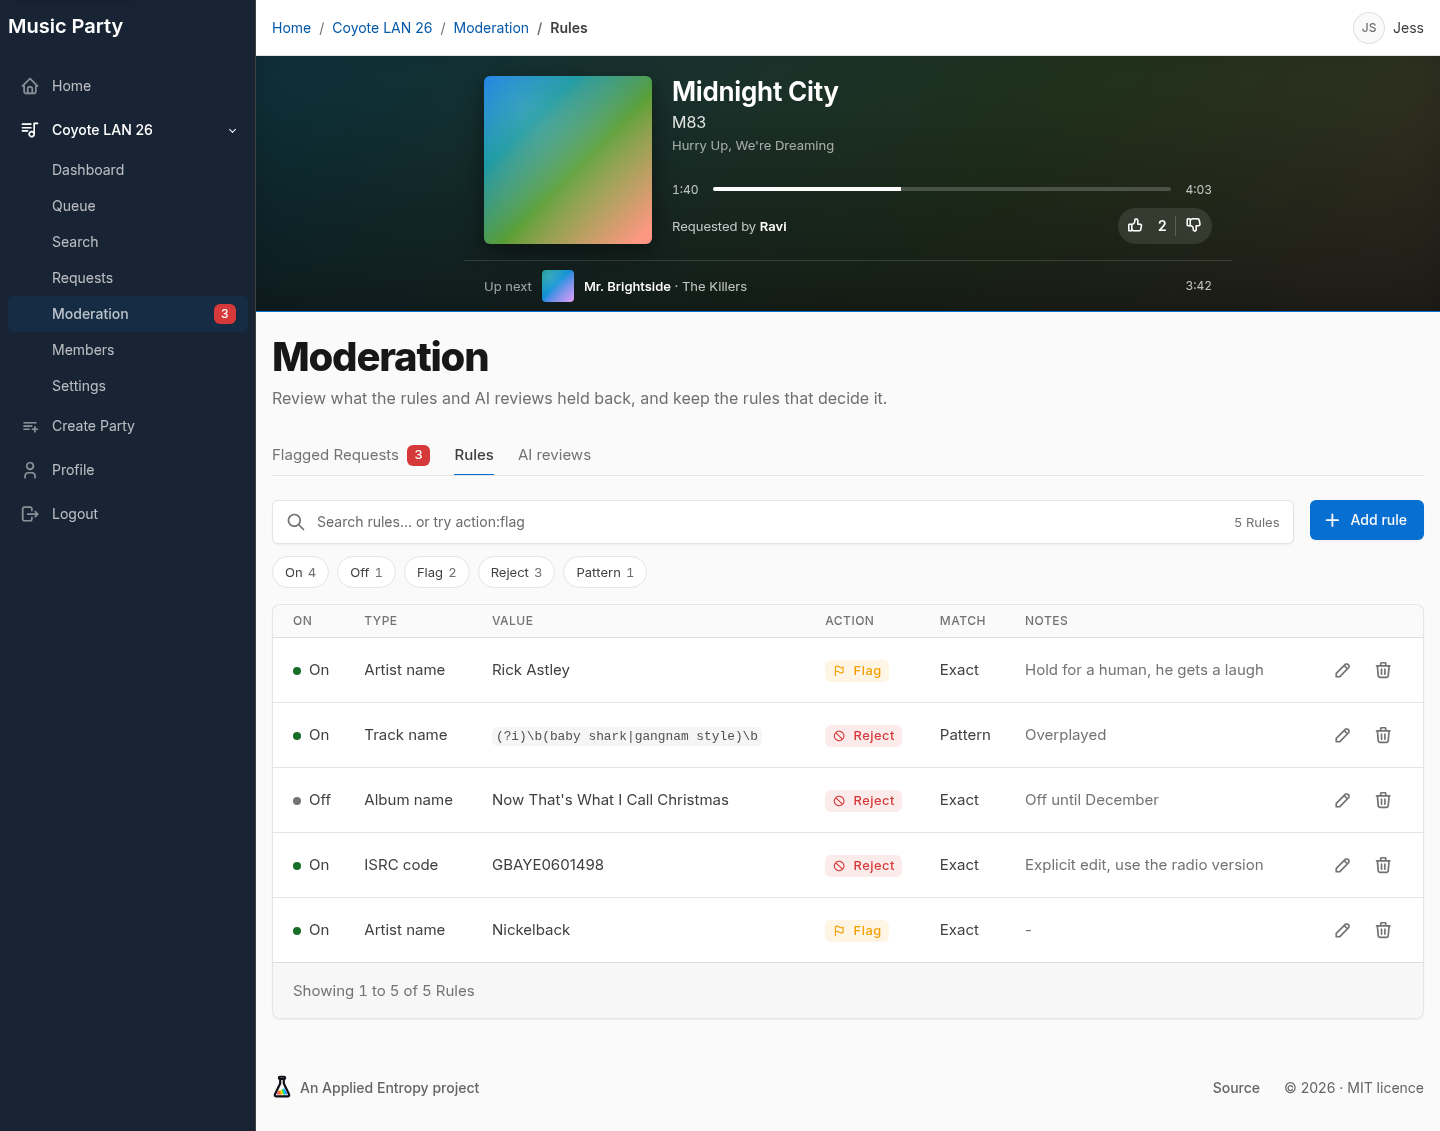 Music Party
Home
Coyote LAN 26
Dashboard
Queue
Search
Requests
Moderation 3
Members
Settings
Create Party
Profile
Logout
Home / Coyote LAN 26 / Moderation / Rules
JS Jess
Midnight City
M83
Hurry Up, We're Dreaming
1:40 4:03
Requested by Ravi
2
Up next Mr. Brightside · The Killers 3:42
Moderation
Review what the rules and AI reviews held back, and keep the rules that decide it.
Flagged Requests 3 Rules AI reviews
Search rules... or try action:flag 5 Rules
Add rule
On 4 Off 1 Flag 2 Reject 3 Pattern 1
ON TYPE VALUE ACTION MATCH NOTES
On Artist name Rick Astley Flag Exact Hold for a human, he gets a laugh
On Track name (?i)\b(baby shark|gangnam style)\b Reject Pattern Overplayed
Off Album name Now That's What I Call Christmas Reject Exact Off until December
On ISRC code GBAYE0601498 Reject Exact Explicit edit, use the radio version
On Artist name Nickelback Flag Exact -
Showing 1 to 5 of 5 Rules
An Applied Entropy project
Source © 2026 · MIT licence